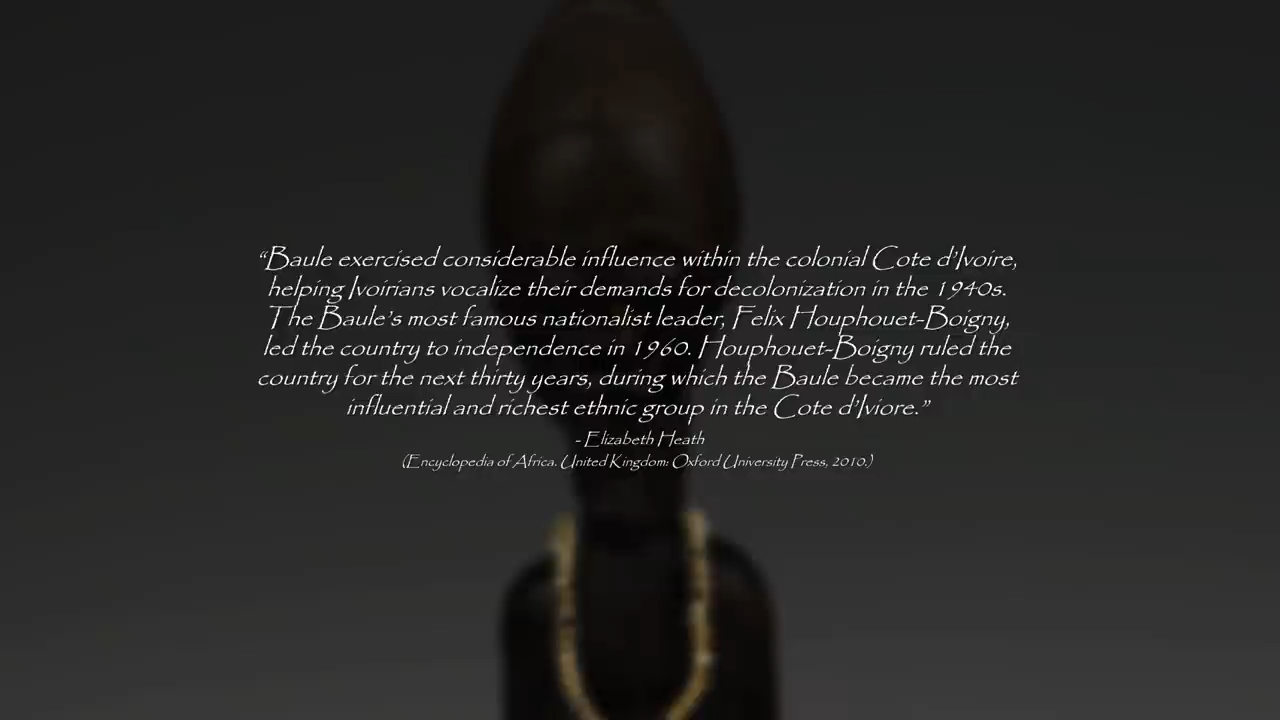 “Baule exercised considerable influence within the colonial Cote d’Ivoire,
helping Ivoirians vocalize their demands for decolonization in the 1940s.
The Baule’s most famous nationalist leader, Felix Houphouet-Boigny,
led the country to independence in 1960. Houphouet-Boigny ruled the
country for the next thirty years, during which the Baule became the most
influential and richest ethnic group in the Cote d’Iviore.”
- Elizabeth Heath
(Encyclopedia of Africa. United Kingdom: Oxford University Press, 2010.)